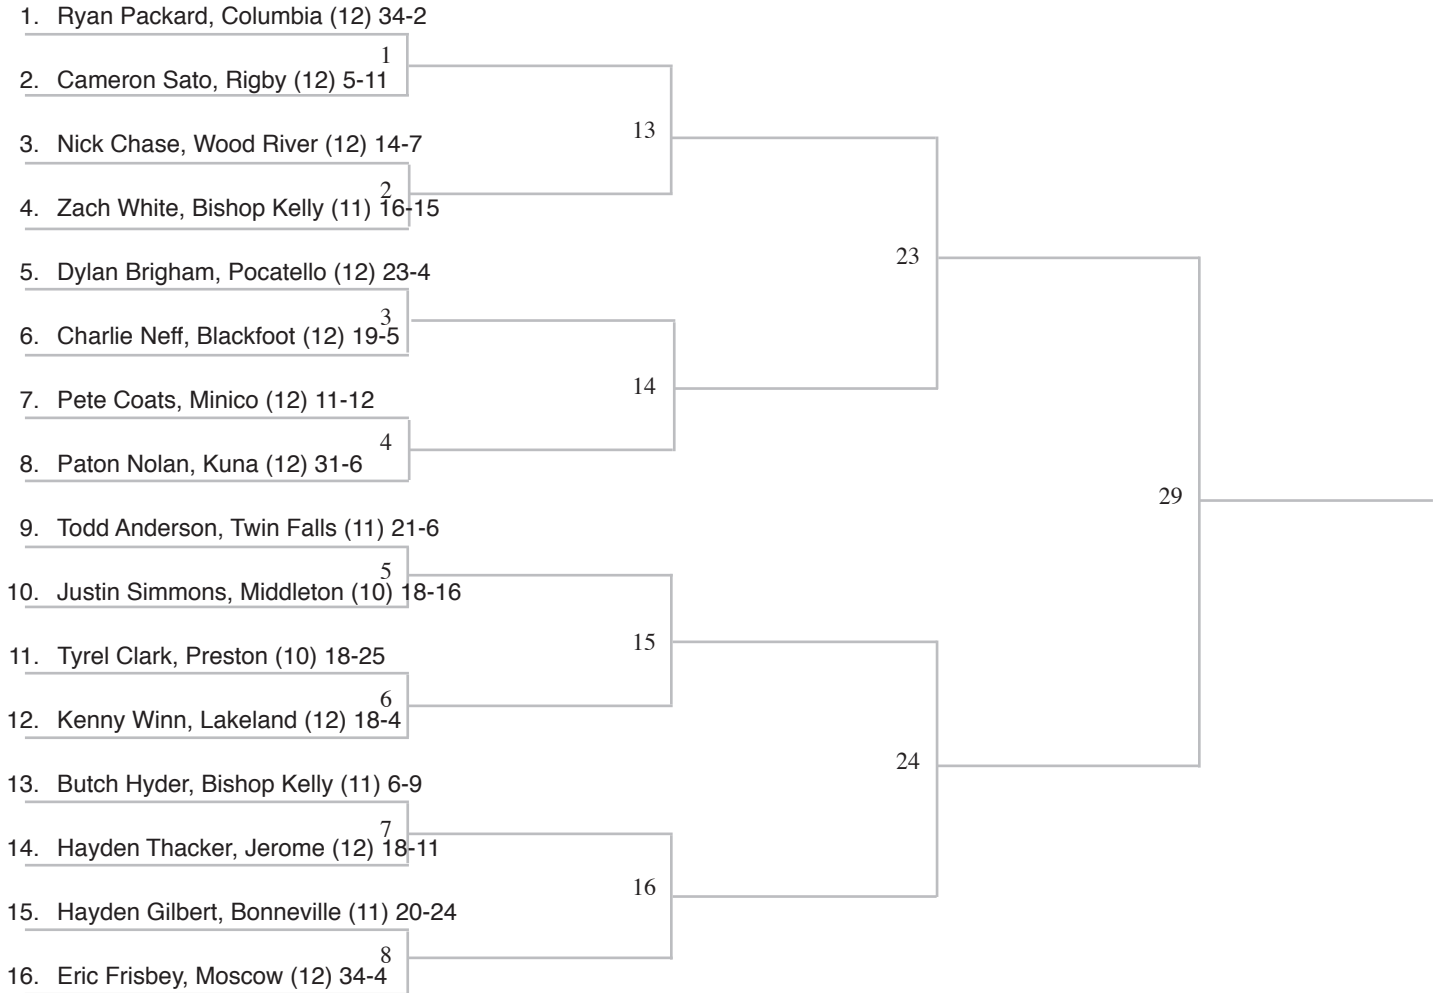 1. Ryan Packard, Columbia (12) 34-2
1
2. Cameron Sato, Rigby (12) 5-11
13
3. Nick Chase, Wood River (12) 14-7
2
4. Zach White, Bishop Kelly (11) 16-15
23
5. Dylan Brigham, Pocatello (12) 23-4
3
6. Charlie Neff, Blackfoot (12) 19-5
14
7. Pete Coats, Minico (12) 11-12
4
8. Paton Nolan, Kuna (12) 31-6
29
9. Todd Anderson, Twin Falls (11) 21-6
5
10. Justin Simmons, Middleton (10) 18-16
15
11. Tyrel Clark, Preston (10) 18-25
6
12. Kenny Winn, Lakeland (12) 18-4
24
13. Butch Hyder, Bishop Kelly (11) 6-9
7
14. Hayden Thacker, Jerome (12) 18-11
16
15. Hayden Gilbert, Bonneville (11) 20-24
8
16. Eric Frisbey, Moscow (12) 34-4